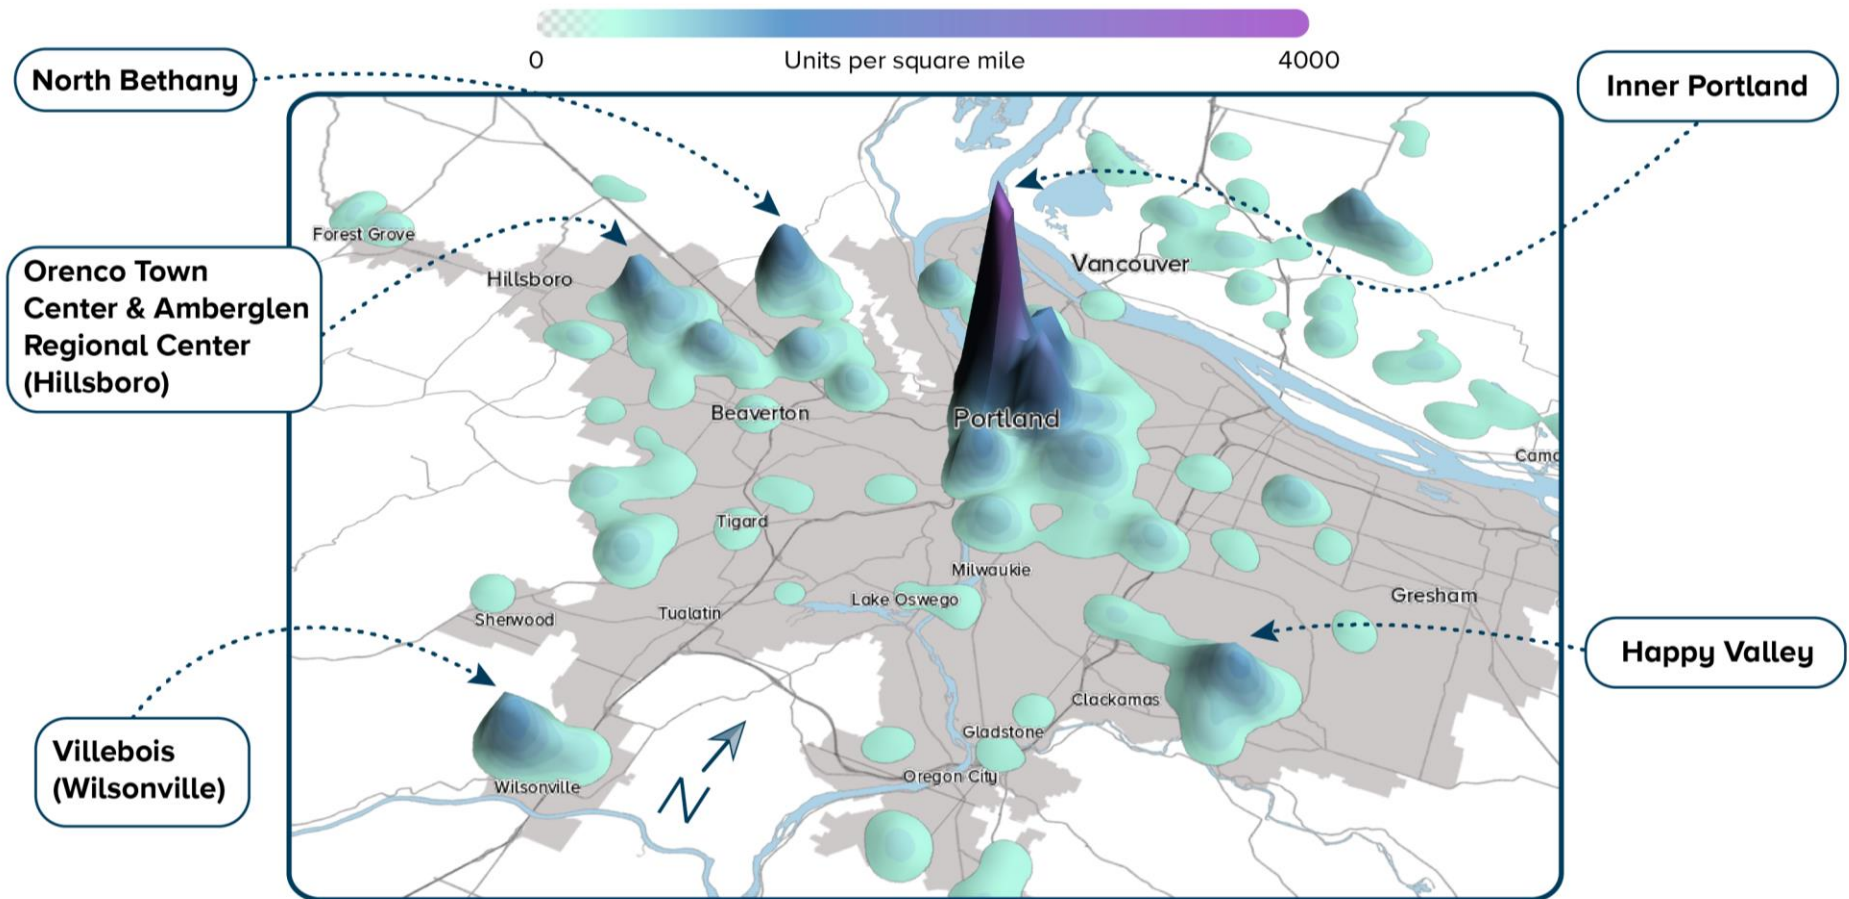 0
Units per square mile
4000
North Bethany
Inner Portland
Forest Grove
Orenco Town
Center & Amberglen
Regional Center
(Hillsboro)
Hillsboro
Vancouver
Beaverton
Portland
Cama
Tigard
Milwaukie
Lake Oswego
Gresham
Sherwood
Tualatin
Happy Valley
Clackamas
Villebois
(Wilsonville)
Gladstone
Oregon City
Wilsonville
N